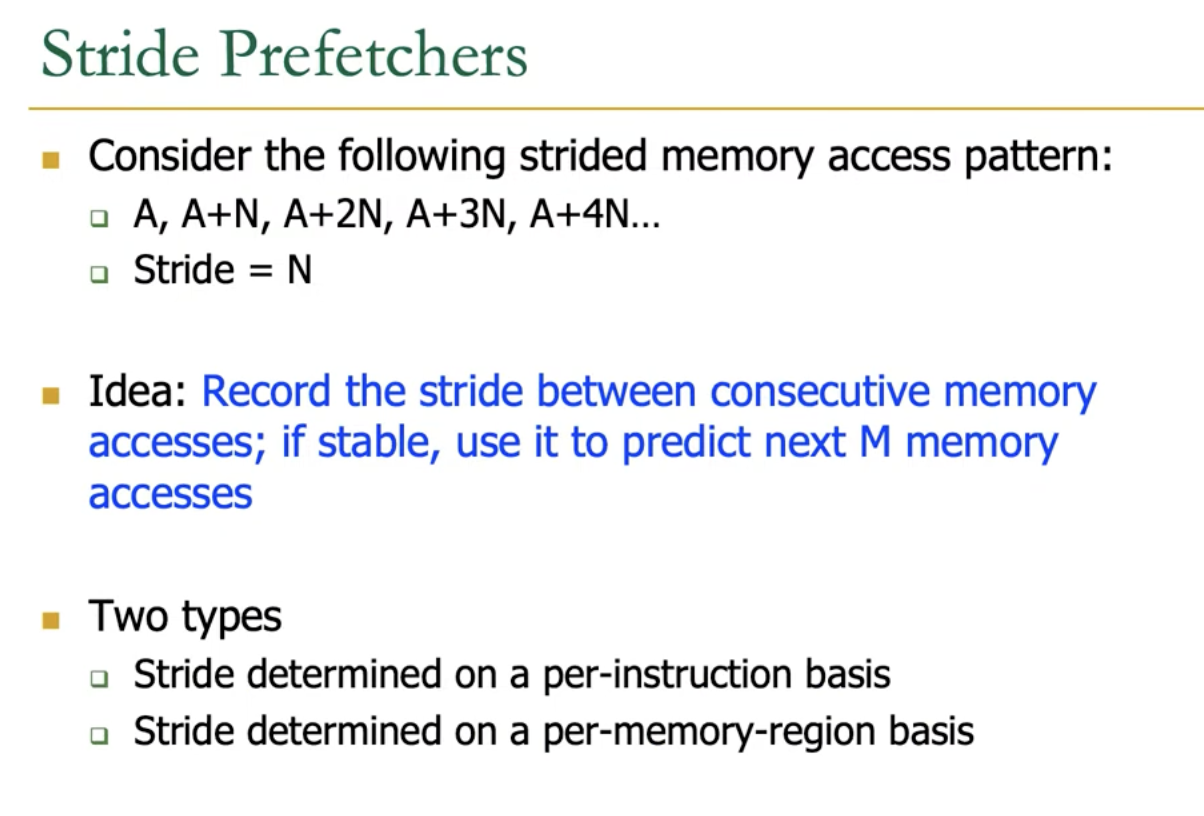 Stride Prefetchers
Consider the following strided memory access pattern:
A, A+N, A+2N, A+3N, A+4N...
Stride = N
Idea: Record the stride between consecutive memory
accesses; if stable, use it to predict next M memory
accesses
Two types
Stride determined on a per-instruction basis
Stride determined on a per-memory-region basis